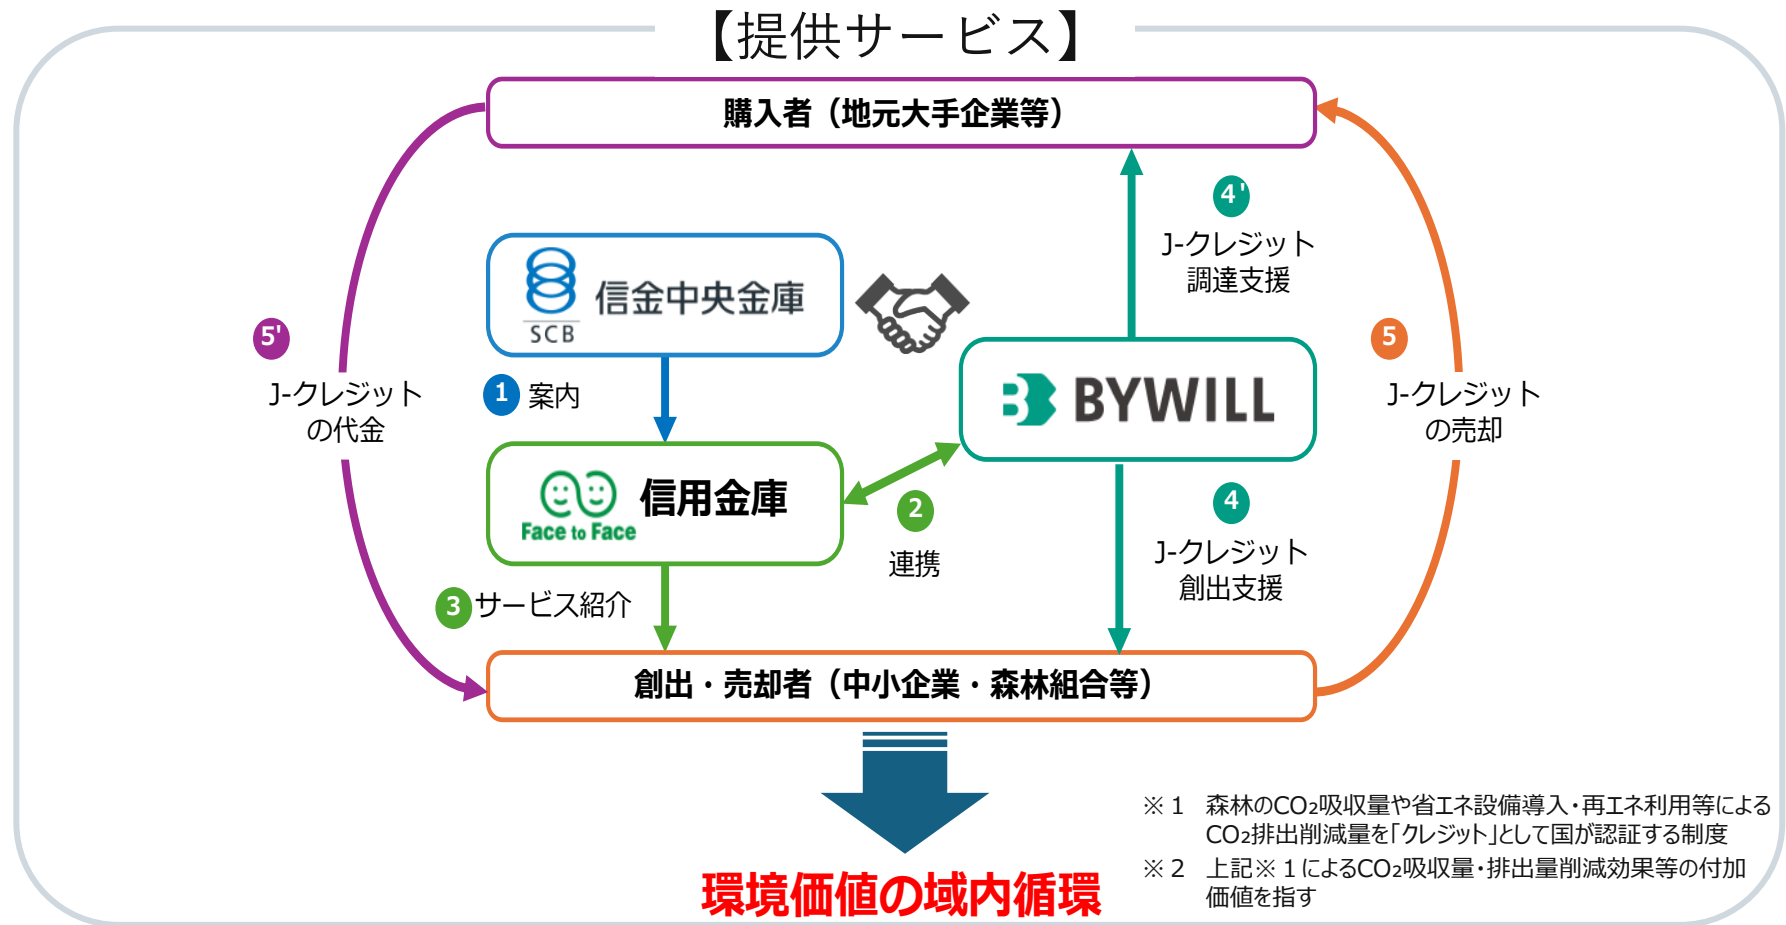 【提供サービス】
購入者（地元大手企業等）
4'
J-クレジット
調達支援
信金中央金庫
SCB
5'
J-クレジット
の代金
1 案内
BYWILL
5
J-クレジット
の売却
信用金庫
Face to Face
2
連携
4
J-クレジット
創出支援
3 サービス紹介
創出・売却者（中小企業・森林組合等）
※１ 森林のCO₂吸収量や省エネ設備導入・再エネ利用等による
CO₂排出削減量を「クレジット」として国が認証する制度
※２ 上記※１によるCO₂吸収量・排出量削減効果等の付加
価値を指す
環境価値の域内循環